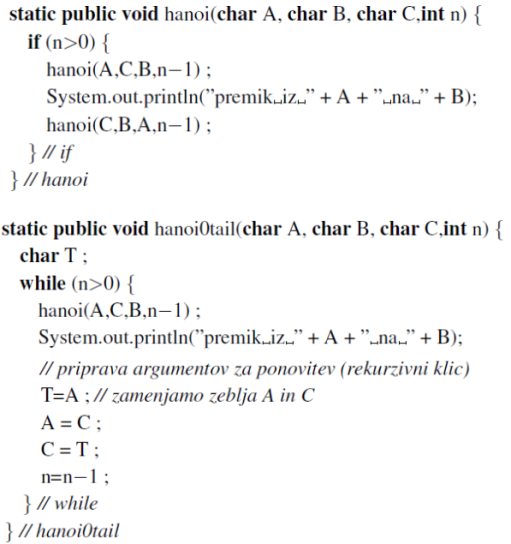 static public void hanoi(char A, char B, char C,int n) {
if (n>0) {
hanoi(A,C,B,n−1) ;
System.out.println(”premik␣iz␣” + A + ”␣na␣” + B);
hanoi(C,B,A,n−1) ;
} // if
} // hanoi
static public void hanoi0tail(char A, char B, char C,int n) {
char T ;
while (n>0) {
hanoi(A,C,B,n−1) ;
System.out.println(”premik␣iz␣” + A + ”␣na␣” + B);
// priprava argumentov za ponovitev (rekurzivni klic)
T=A ; // zamenjamo zeblja A in C
A = C ;
C = T ;
n=n−1 ;
} // while
} // hanoi0tail